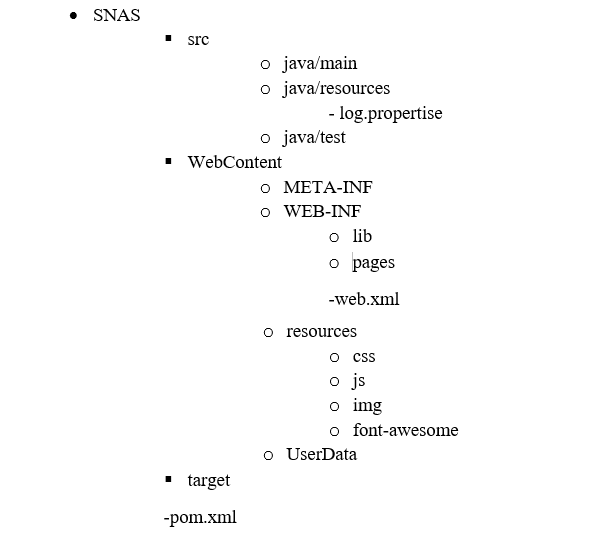 SNAS
src
java/main
java/resources
- log.propertise
java/test
WebContent
META-INF
WEB-INF
lib
pages
-web.xml
resources
css
js
img
font-awesome
UserData
target
-pom.xml